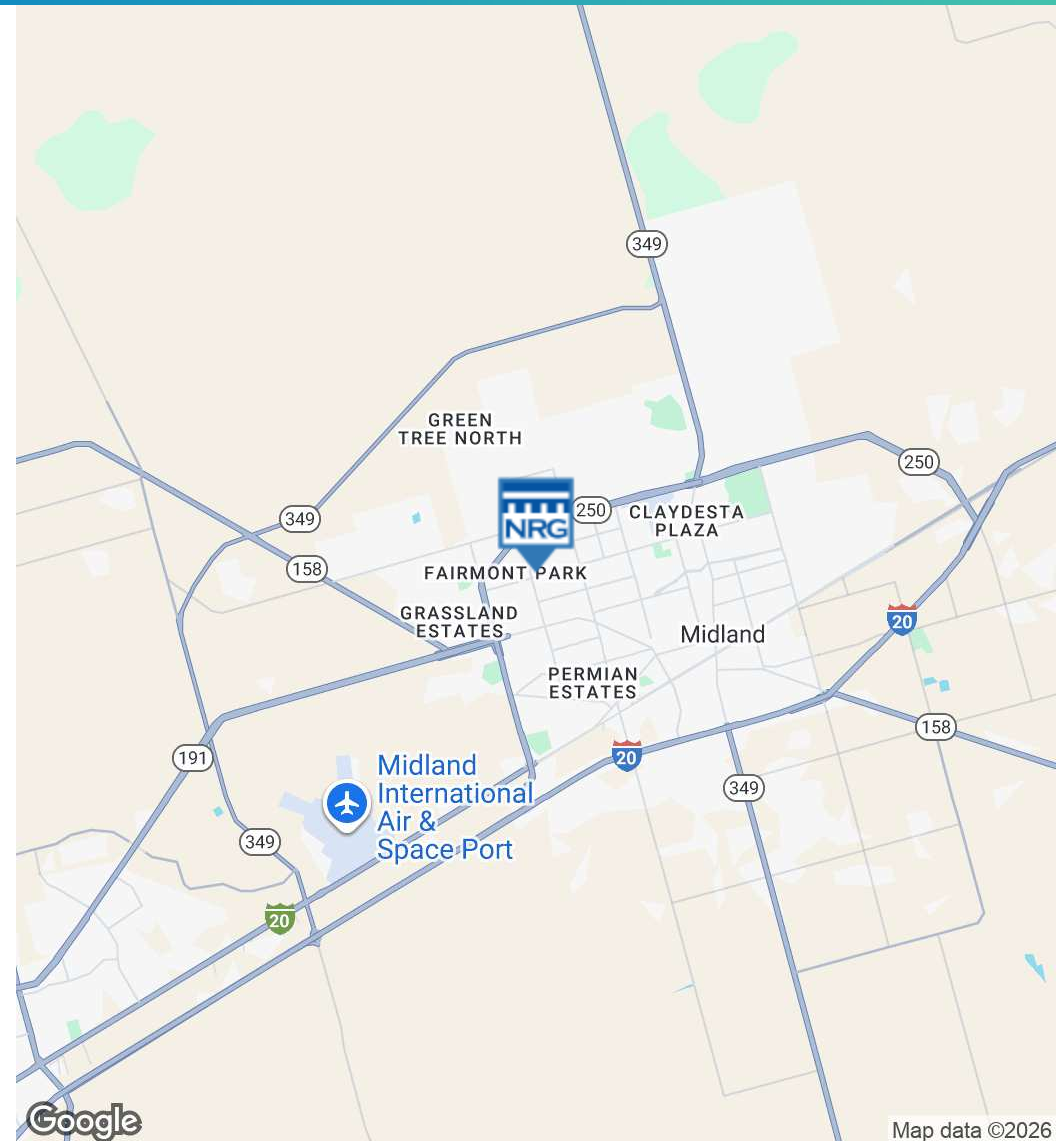 349
GREEN
TREE NORTH
250
349
250
CLAYDESTA
PLAZA
NRG
158
FAIRMONT PARK
GRASSLAND
ESTATES
20
Midland
PERMIAN
ESTATES
158
191
20
Midland
International
Air &
Space Port
349
349
20
Google
Map data ©2026